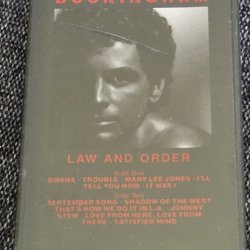 BUCKINGHAM
LAW AND ORDER
Side One
BWANA · TROUBLE · MARY LEE JONES · I'LL
TELL YOU NOW · IT WAS I
Side Two
SEPTEMBER SONG · SHADOW OF THE WEST
THAT'S HOW WE DO IT IN L.A. · JOHNNY
STEW · LOVE FROM HERE, LOVE FROM
THERE · SATISFIED MIND